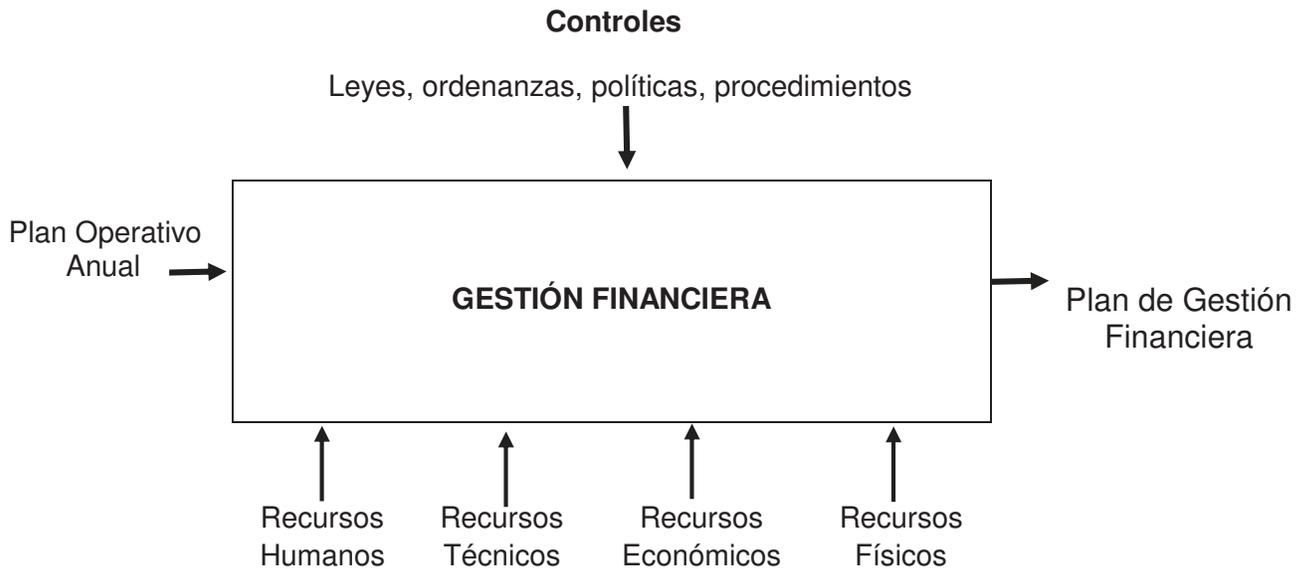 Controles
Leyes, ordenanzas, políticas, procedimientos
Plan Operativo
Anual
GESTIÓN FINANCIERA
Plan de Gestión
Financiera
Recursos
Humanos
Recursos
Técnicos
Recursos
Económicos
Recursos
Físicos